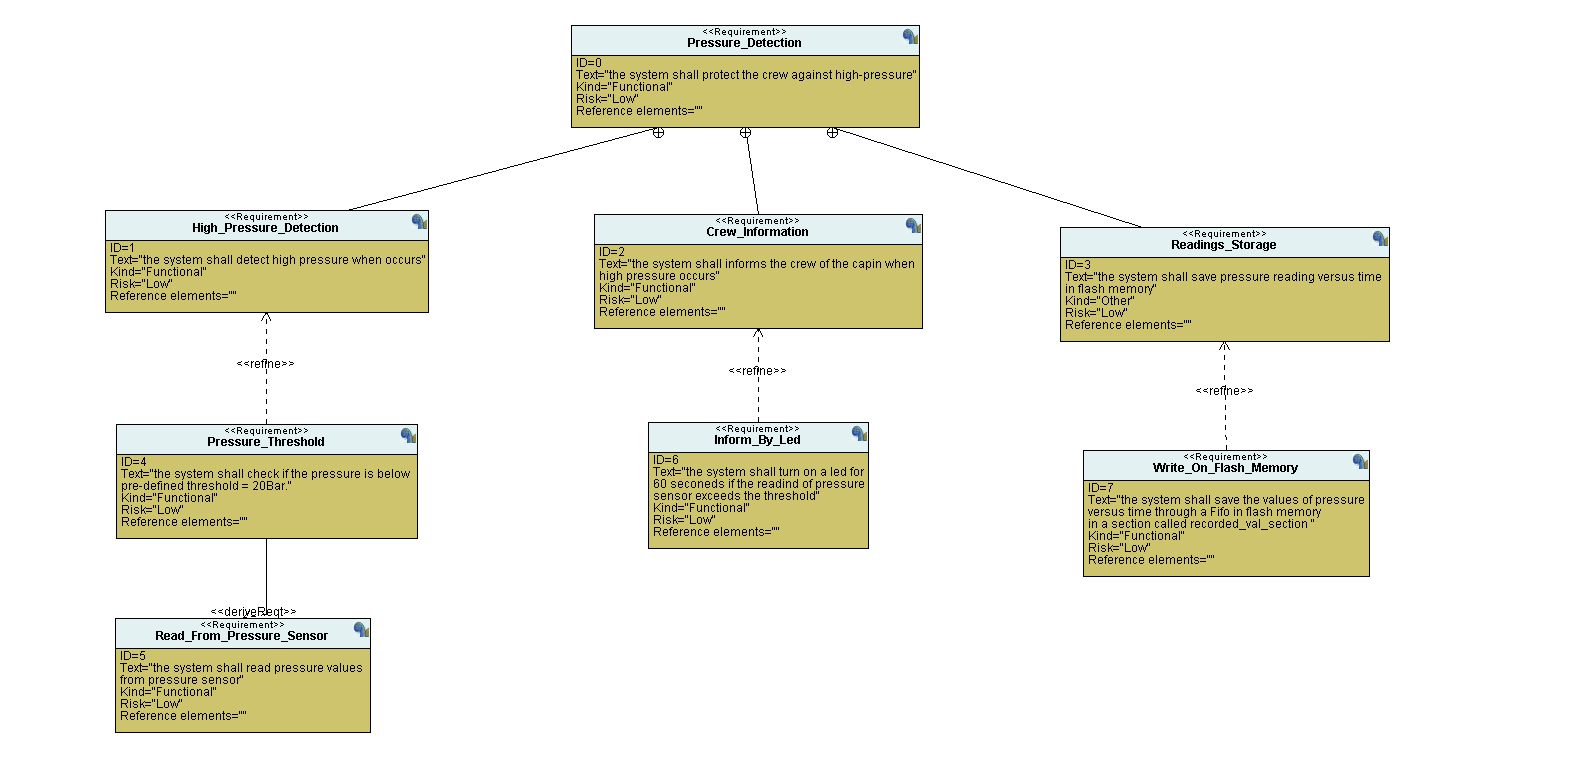 <<Requirement>>
Pressure_Detection
ID=0
Text="the system shall protect the crew against high-pressure"
Kind="Functional"
Risk="Low"
Reference elements=""
<<Requirement>>
High_Pressure_Detection
ID=1
Text="the system shall detect high pressure when occurs"
Kind="Functional"
Risk="Low"
Reference elements=""
<<Requirement>>
Crew_Information
ID=2
Text="the system shall informs the crew of the capin when
high pressure occurs"
Kind="Functional"
Risk="Low"
Reference elements=""
<<Requirement>>
Readings_Storage
ID=3
Text="the system shall save pressure reading versus time
in flash memory"
Kind="Other"
Risk="Low"
Reference elements=""
<<refine>>
<<refine>>
<<refine>>
<<Requirement>>
Pressure_Threshold
ID=4
Text="the system shall check if the pressure is below
pre-defined threshold = 20Bar."
Kind="Functional"
Risk="Low"
Reference elements=""
<<Requirement>>
Inform_By_Led
ID=6
Text="the system shall turn on a led for
60 seconeds if the readind of pressure
sensor exceeds the threshold"
Kind="Functional"
Risk="Low"
Reference elements=""
<<Requirement>>
Write_On_Flash_Memory
ID=7
Text="the system shall save the values of pressure
versus time through a Fifo in flash memory
in a section called recorded_val_section "
Kind="Functional"
Risk="Low"
Reference elements=""
<<deriveReqt>>
<<Requirement>>
Read_From_Pressure_Sensor
ID=5
Text="the system shall read pressure values
from pressure sensor"
Kind="Functional"
Risk="Low"
Reference elements=""